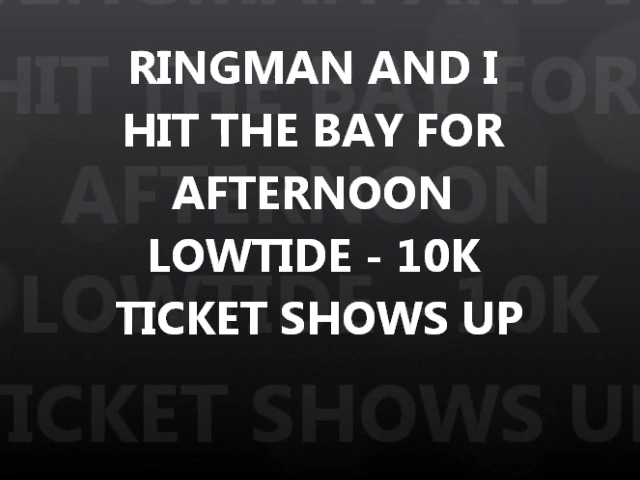 RINGMAN AND I
HIT THE BAY FOR
AFTERNOON
LOWTIDE - 10K
TICKET SHOWS UP